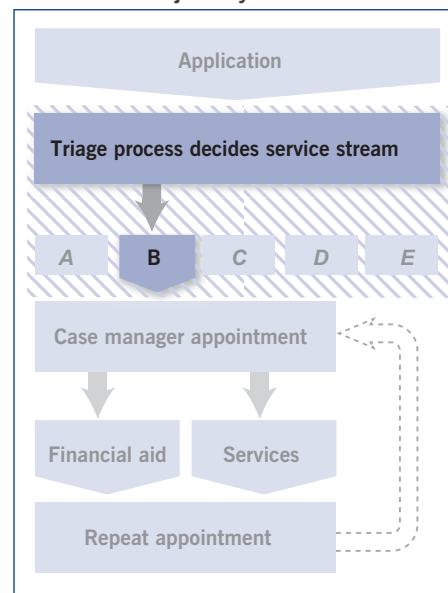 Application
Triage process decides service stream
A B C D E
Case manager appointment
Financial aid Services
Repeat appointment